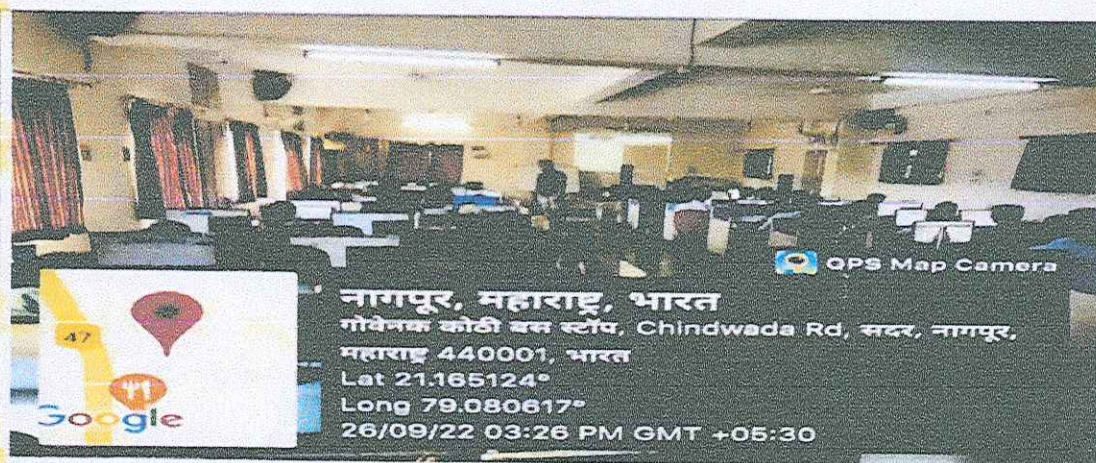 GPS Map Camera
नागपूर, महाराष्ट्र, भारत
गोवेनक कोठी बस स्टॉप, Chindwada Rd, सदर, नागपूर,
महाराष्ट्र 440001, भारत
Lat 21.165124°
Long 79.080617°
26/09/22 03:26 PM GMT +05:30
47
Google